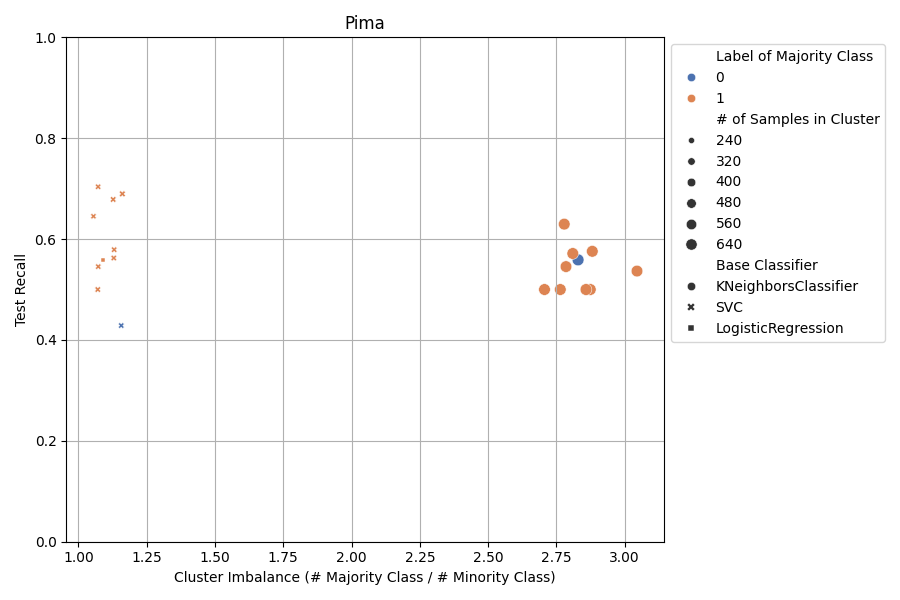 Pima
1.0
0.8
0.6
0.4
0.2
0.0
Test Recall
1.00 1.25 1.50 1.75 2.00 2.25 2.50 2.75 3.00
Cluster Imbalance (# Majority Class / # Minority Class)
Label of Majority Class
0
1
# of Samples in Cluster
240
320
400
480
560
640
Base Classifier
KNeighborsClassifier
SVC
LogisticRegression